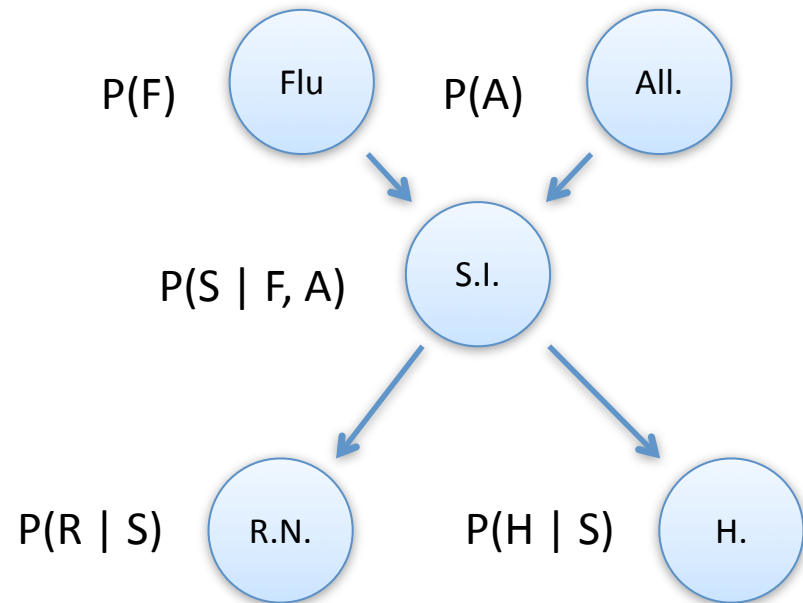 P(F)
Flu
P(A)
All.
P(S | F, A)
S.I.
P(R | S)
R.N.
P(H | S)
H.